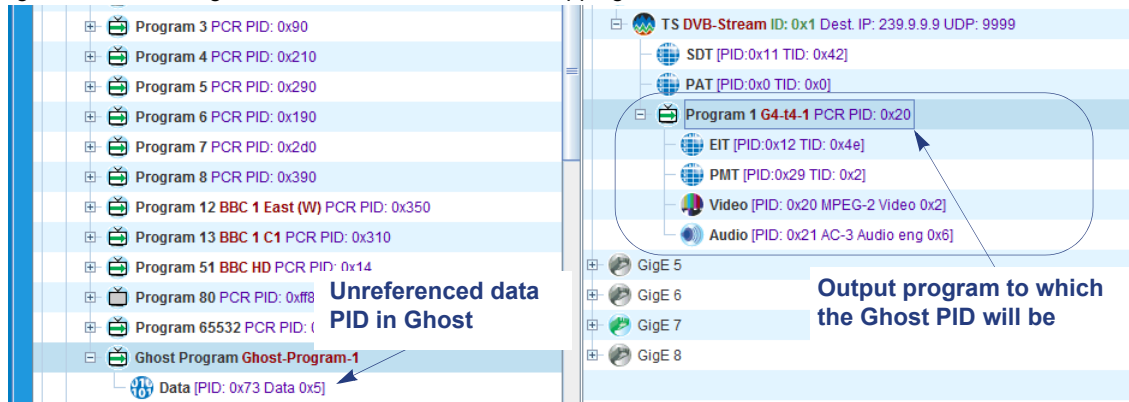 Program 3 PCR PID: 0x90
Program 4 PCR PID: 0x210
Program 5 PCR PID: 0x290
Program 6 PCR PID: 0x190
Program 7 PCR PID: 0x2d0
Program 8 PCR PID: 0x390
Program 12 BBC 1 East (W) PCR PID: 0x350
Program 13 BBC 1 C1 PCR PID: 0x310
Program 51 BBC HD PCR PID: 0x14
Program 80 PCR PID: 0xff8
Program 65532 PCR PID:
Ghost Program Ghost-Program-1
Data [PID: 0x73 Data 0x5]
Unreferenced data
PID in Ghost
TS DVB-Stream ID: 0x1 Dest. IP: 239.9.9.9 UDP: 9999
SDT [PID:0x11 TID: 0x42]
PAT [PID:0x0 TID: 0x0]
Program 1 G4-t4-1 PCR PID: 0x20
EIT [PID:0x12 TID: 0x4e]
PMT [PID:0x29 TID: 0x2]
Video [PID: 0x20 MPEG-2 Video 0x2]
Audio [PID: 0x21 AC-3 Audio eng 0x6]
GigE 5
GigE 6
GigE 7
GigE 8
Output program to which
the Ghost PID will be